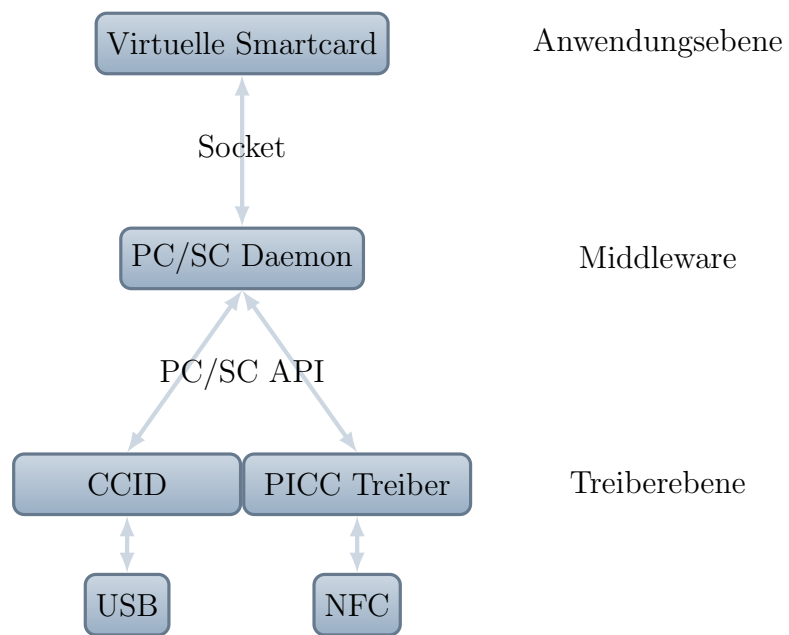 Virtuelle Smartcard
Anwendungsebene
Socket
PC/SC Daemon
Middleware
PC/SC API
CCID
PICC Treiber
Treiberebene
USB
NFC